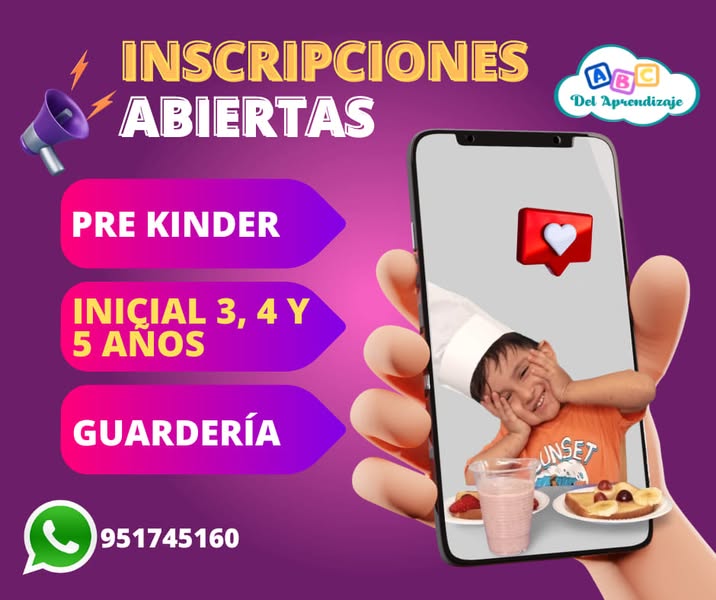 INSCRIPCIONES
ABIERTAS
ABC
Del Aprendizaje
PRE KINDER
INICIAL 3, 4 Y
5 AÑOS
GUARDERÍA
SUNSET
951745160